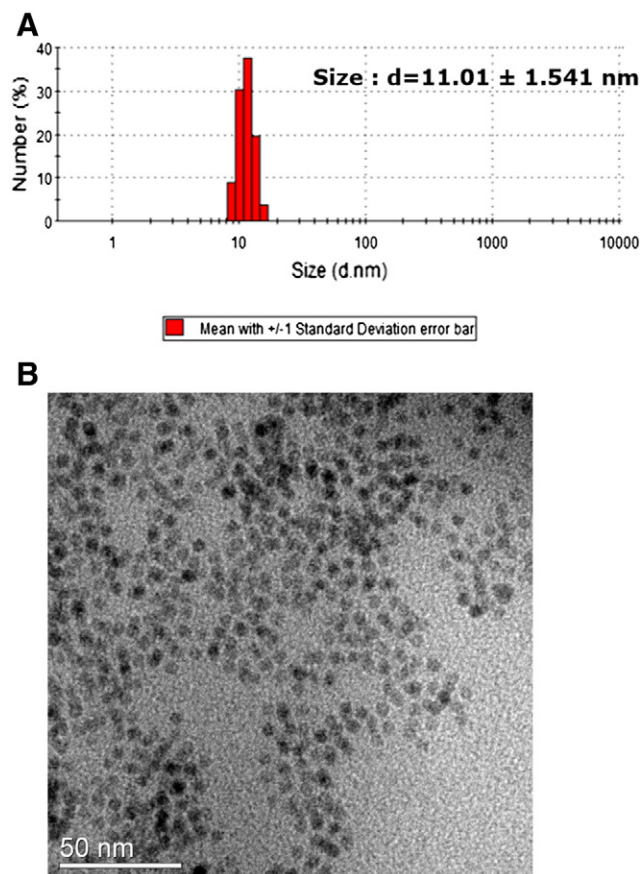 A
40
Size : d=11.01 ± 1.541 nm
30
20
10
0
Number (%)
1 10 100 1000 10000
Size (d.nm)
Mean with +/-1 Standard Deviation error bar
B
50 nm